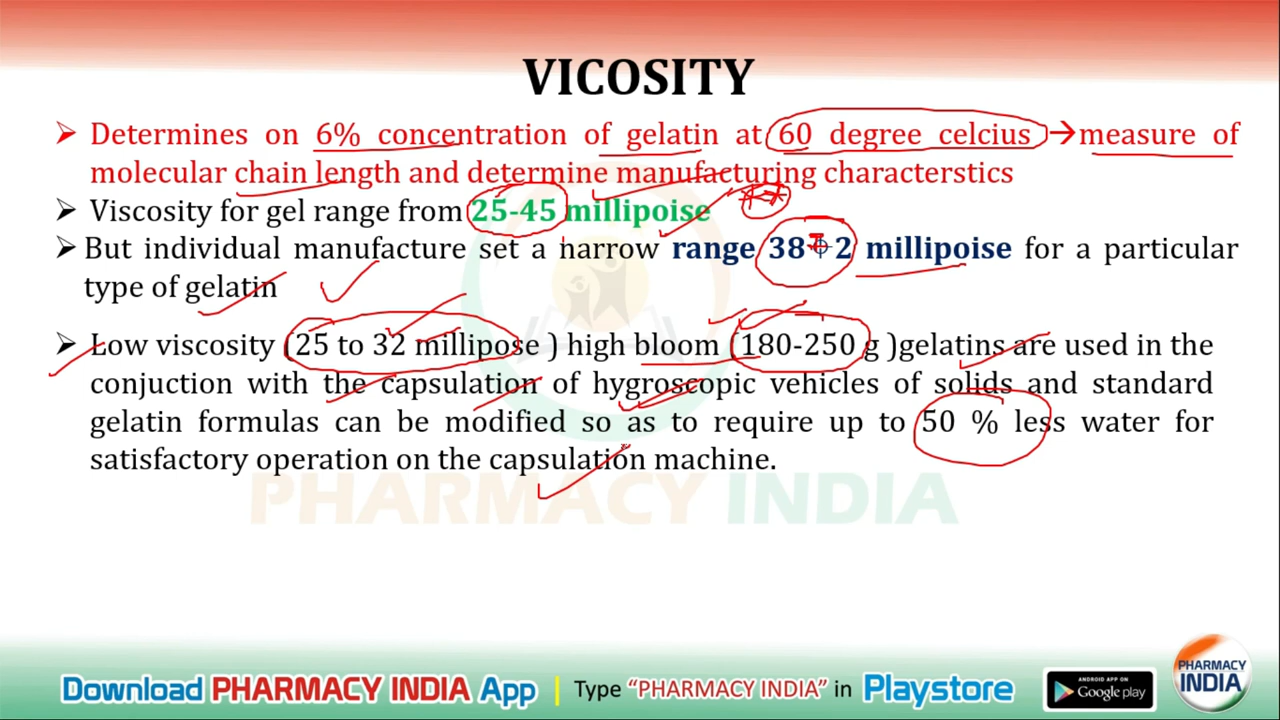 VICOSITY
➢ Determines on 6% concentration of gelatin at 60 degree celcius →measure of
molecular chain length and determine manufacturing characterstics
➢ Viscosity for gel range from 25-45 millipoise
➢ But individual manufacture set a narrow range 38 + 2 millipoise for a particular
type of gelatin
➢ Low viscosity (25 to 32 millipose ) high bloom (180-250 g )gelatins are used in the
conjuction with the capsulation of hygroscopic vehicles of solids and standard
gelatin formulas can be modified so as to require up to 50 % less water for
satisfactory operation on the capsulation machine.
PHARMACY INDIA
Download PHARMACY INDIA App | Type “PHARMACY INDIA” in Playstore
ANDROID APP ON
Google play
PHARMACY
INDIA